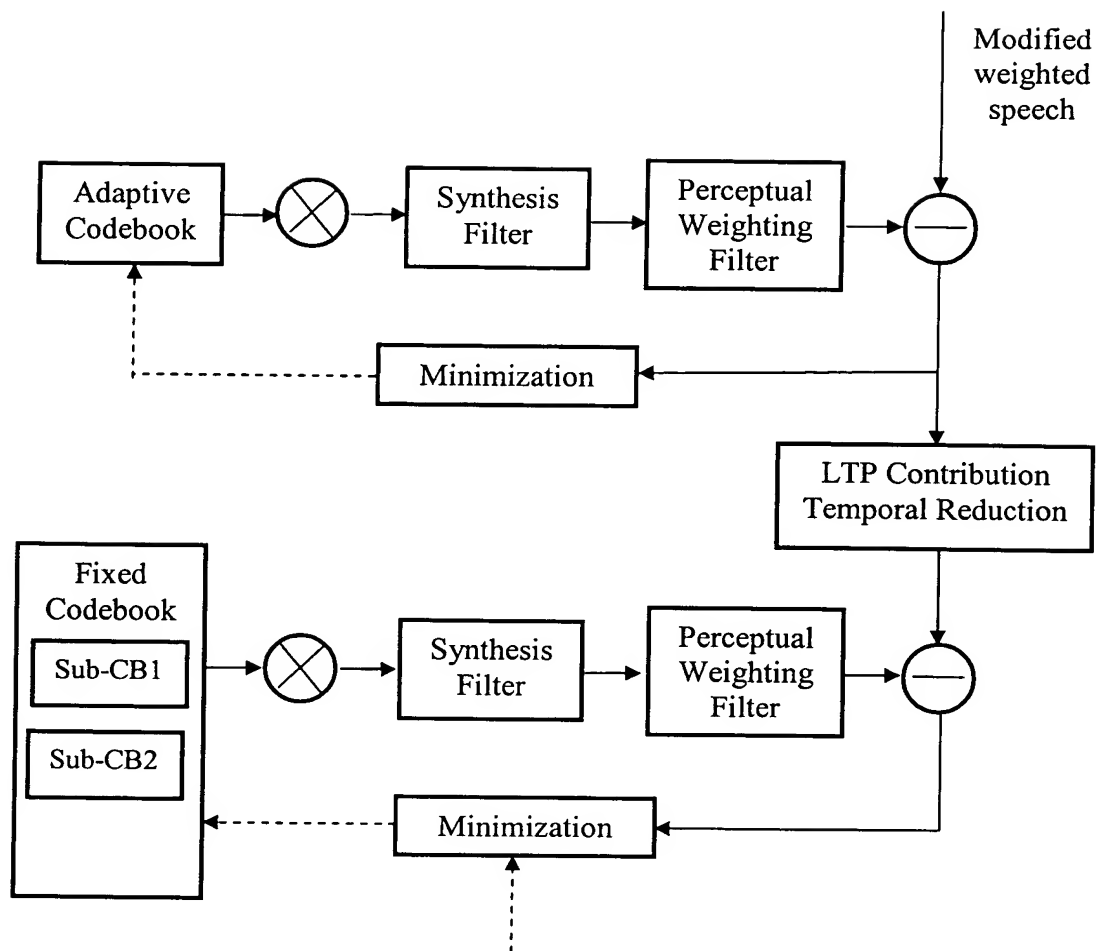 Modified
weighted
speech
Adaptive
Codebook
Synthesis
Filter
Perceptual
Weighting
Filter
Minimization
LTP Contribution
Temporal Reduction
Fixed
Codebook
Sub-CB1
Sub-CB2
Synthesis
Filter
Perceptual
Weighting
Filter
Minimization